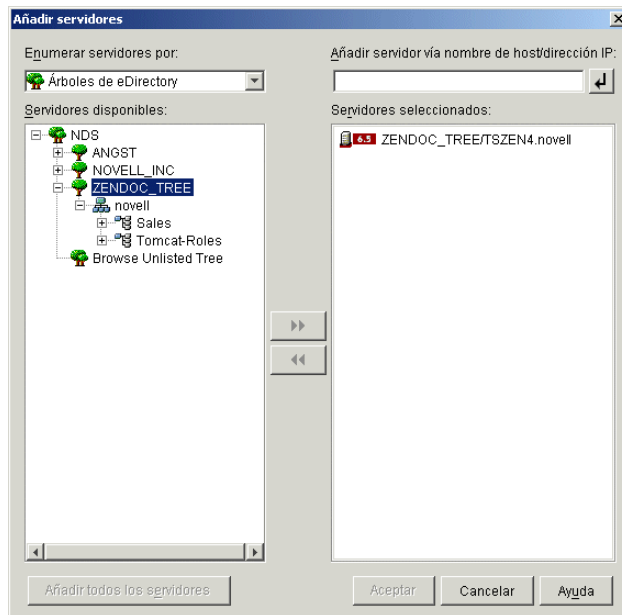 Añadir servidores
Enumerar servidores por:
Árboles de eDirectory
Añadir servidor vía nombre de host/dirección IP:
Servidores disponibles:
NDS
ANGST
NOVELL_INC
ZENDOC_TREE
novell
Sales
Tomcat-Roles
Browse Unlisted Tree
Servidores seleccionados:
6.5 ZENDOC_TREE/TSZEN4.novell
Añadir todos los servidores
Aceptar
Cancelar
Ayuda